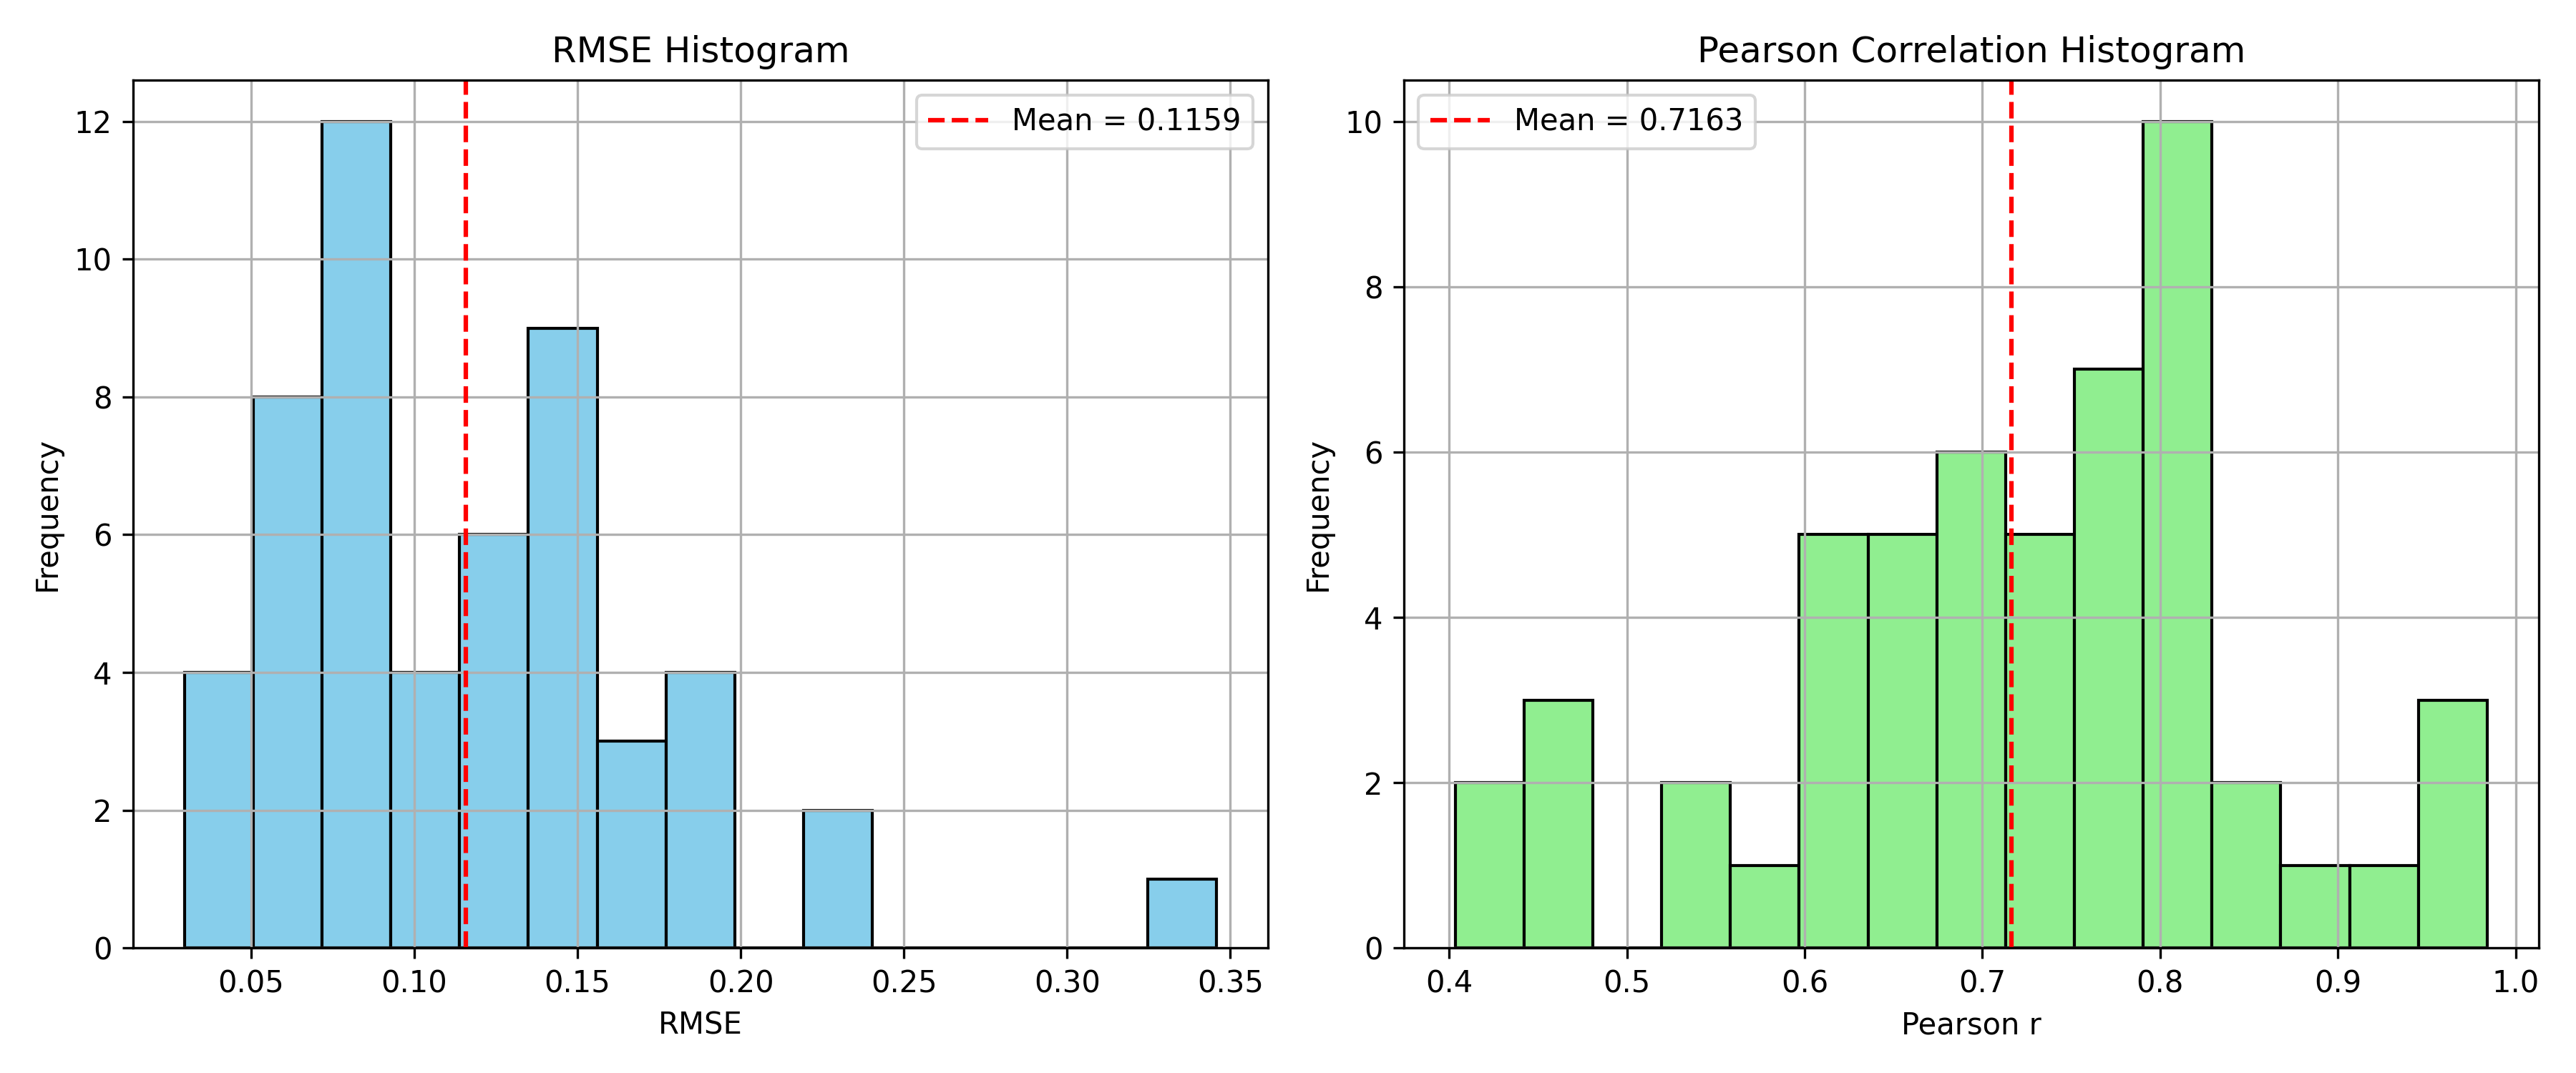 RMSE Histogram
Mean = 0.1159
12
10
8
6
4
2
0
Frequency
0.05 0.10 0.15 0.20 0.25 0.30 0.35
RMSE
Pearson Correlation Histogram
Mean = 0.7163
10
8
6
4
2
0
Frequency
0.4 0.5 0.6 0.7 0.8 0.9 1.0
Pearson r